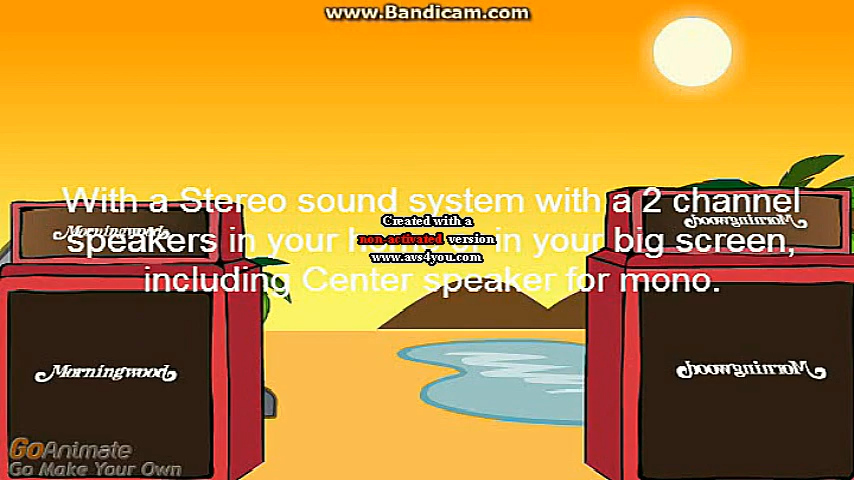 www.Bandicam.com
With a Stereo sound system with a 2 channel
speakers in your home or in your big screen,
including Center speaker for mono.
Created with a
non-activated version
www.avs4you.com
Morningwood
Morningwood
Morningwood
Morningwood
GoAnimate
Go Make Your Own